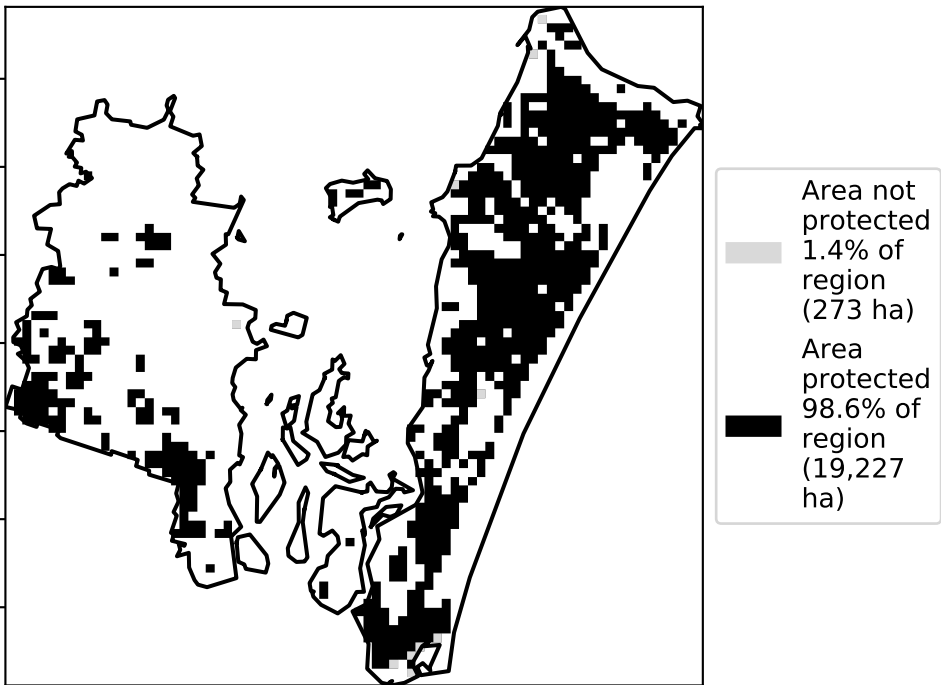 Area not
protected
1.4% of
region
(273 ha)
Area
protected
98.6% of
region
(19,227
ha)